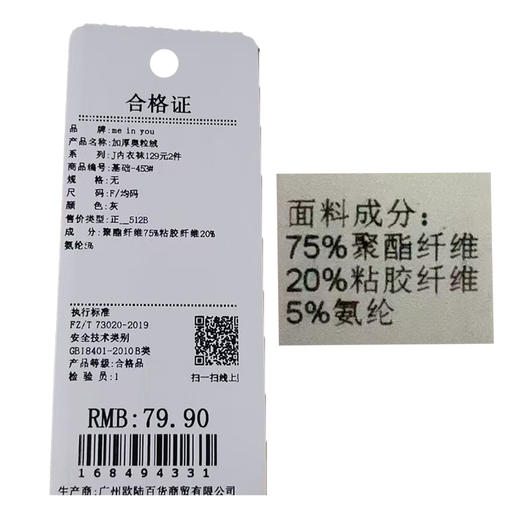 合格证
品　牌:me in you
产品名称:加厚奥粒绒
系　列:J内衣袜129元2件
商品编号:基础-453#
规　格:无
尺　码:F/均码
颜　色:灰
售价类型:正__512B
成　分:聚酯纤维75%粘胶纤维20%
氨纶5%
执行标准
FZ/T 73020-2019
安全技术类别
GB18401-2010B类
产品等级:合格品
检 验 员:1
扫一扫线上
RMB:79.90
168494331
生产商:广州欧陆百货商贸有限公司
面料成分:
75%聚酯纤维
20%粘胶纤维
5%氨纶